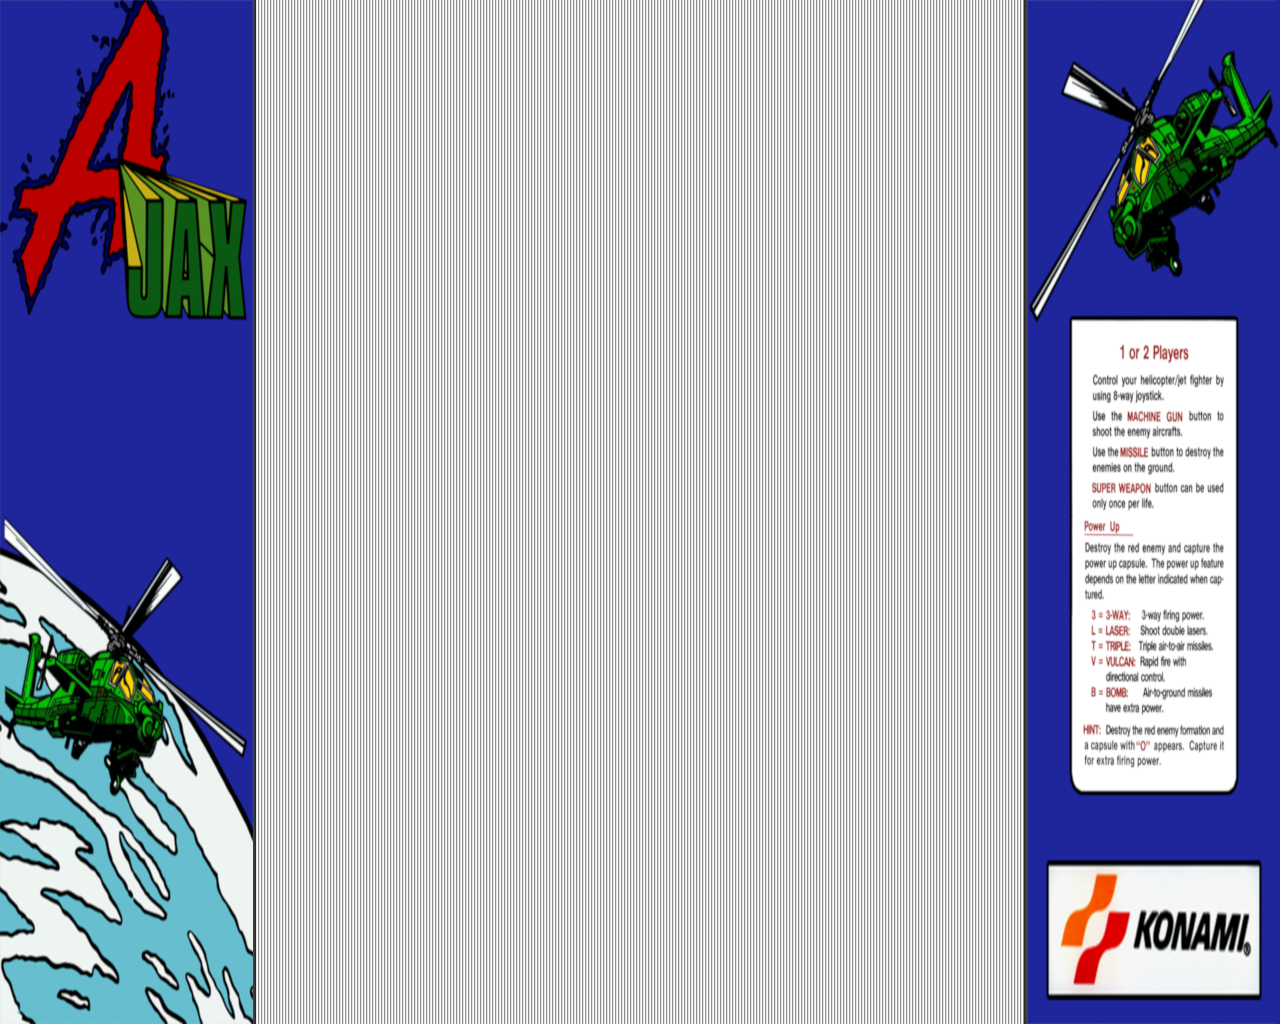 AJAX
1 or 2 Players
Control your helicopter/jet fighter by
using 8-way joystick.
Use the MACHINE GUN button to
shoot the enemy aircrafts.
Use the MISSILE button to destroy the
enemies on the ground.
SUPER WEAPON button can be used
only once per life.
Power Up
Destroy the red enemy and capture the
power up capsule. The power up feature
depends on the letter indicated when cap-
tured.
3 = 3-WAY: 3-way firing power.
L = LASER: Shoot double lasers.
T = TRIPLE: Triple air-to-air missiles.
V = VULCAN: Rapid fire with
directional control.
B = BOMB: Air-to-ground missiles
have extra power.
HINT: Destroy the red enemy formation and
a capsule with "O" appears. Capture it
for extra firing power.
KONAMI®